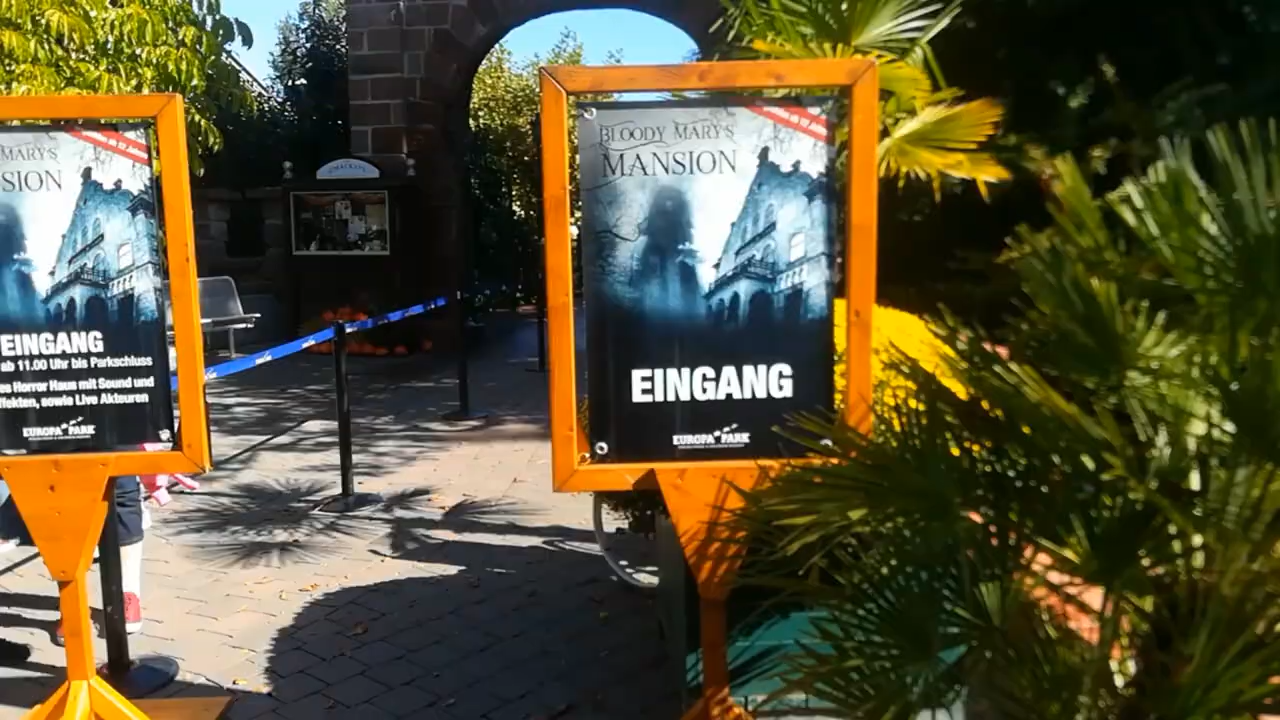 MARY'S
SION
EINGANG
ab 11.00 Uhr bis Parkschluss
es Horror Haus mit Sound und
ffekten, sowie Live Akteuren
EUROPA PARK
BLOODY MARY'S
MANSION
EINGANG
EUROPA PARK